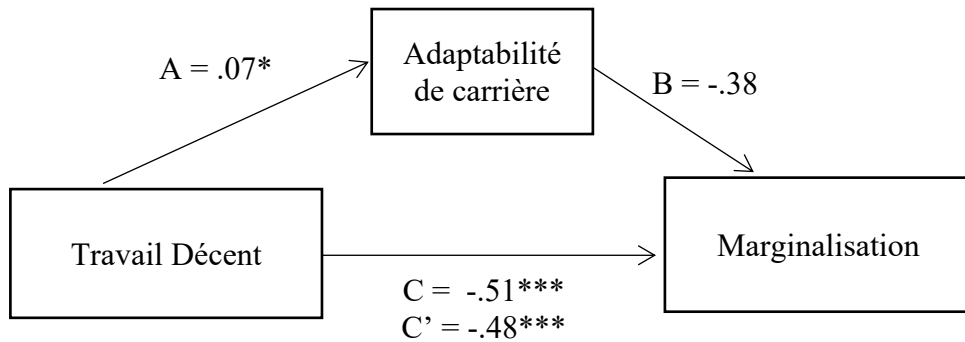 Adaptabilité
de carrière
A = .07*
B = -.38
Travail Décent
Marginalisation
C = -.51***
C’ = -.48***